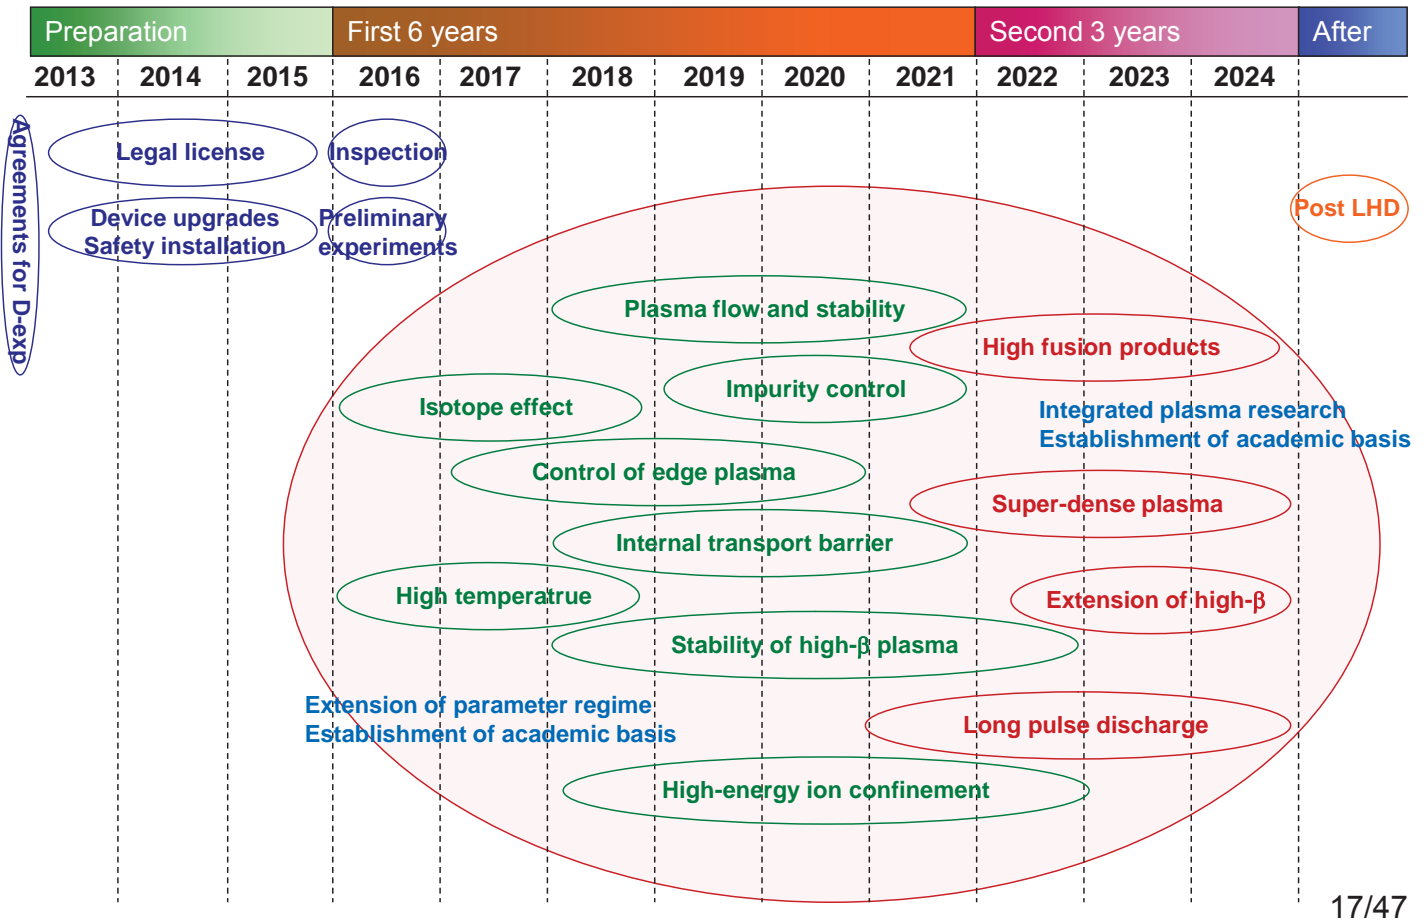 Preparation
First 6 years
Second 3 years
After
2013
2014
2015
2016
2017
2018
2019
2020
2021
2022
2023
2024
Agreements for D-exp
Legal license
Inspection
Device upgrades
Safety installation
Preliminary
experiments
Post LHD
Plasma flow and stability
High fusion products
Impurity control
Isotope effect
Integrated plasma research
Establishment of academic basis
Control of edge plasma
Super-dense plasma
Internal transport barrier
High temperatrue
Extension of high-β
Stability of high-β plasma
Extension of parameter regime
Establishment of academic basis
Long pulse discharge
High-energy ion confinement
17/47